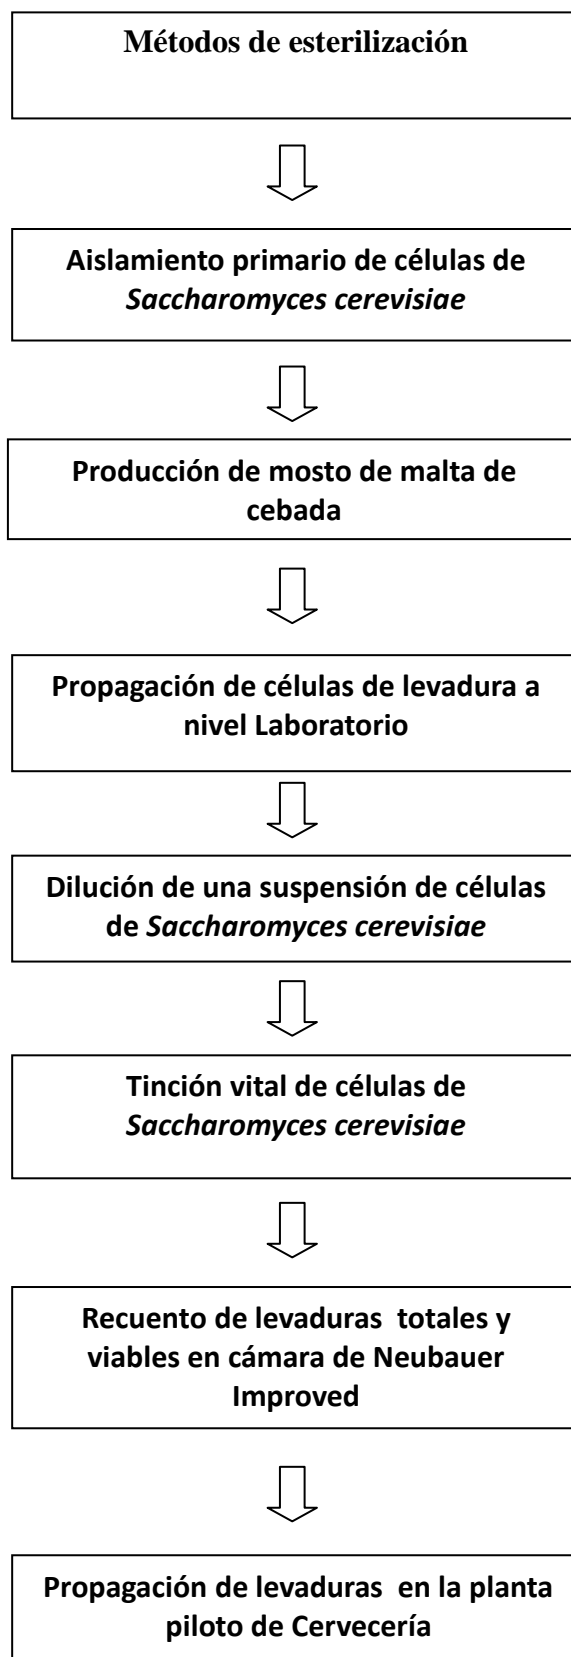 Métodos de esterilización
Aislamiento primario de células de
Saccharomyces cerevisiae
Producción de mosto de malta de
cebada
Propagación de células de levadura a
nivel Laboratorio
Dilución de una suspensión de células
de Saccharomyces cerevisiae
Tinción vital de células de
Saccharomyces cerevisiae
Recuento de levaduras  totales y
viables en cámara de Neubauer
Improved
Propagación de levaduras  en la planta
piloto de Cervecería